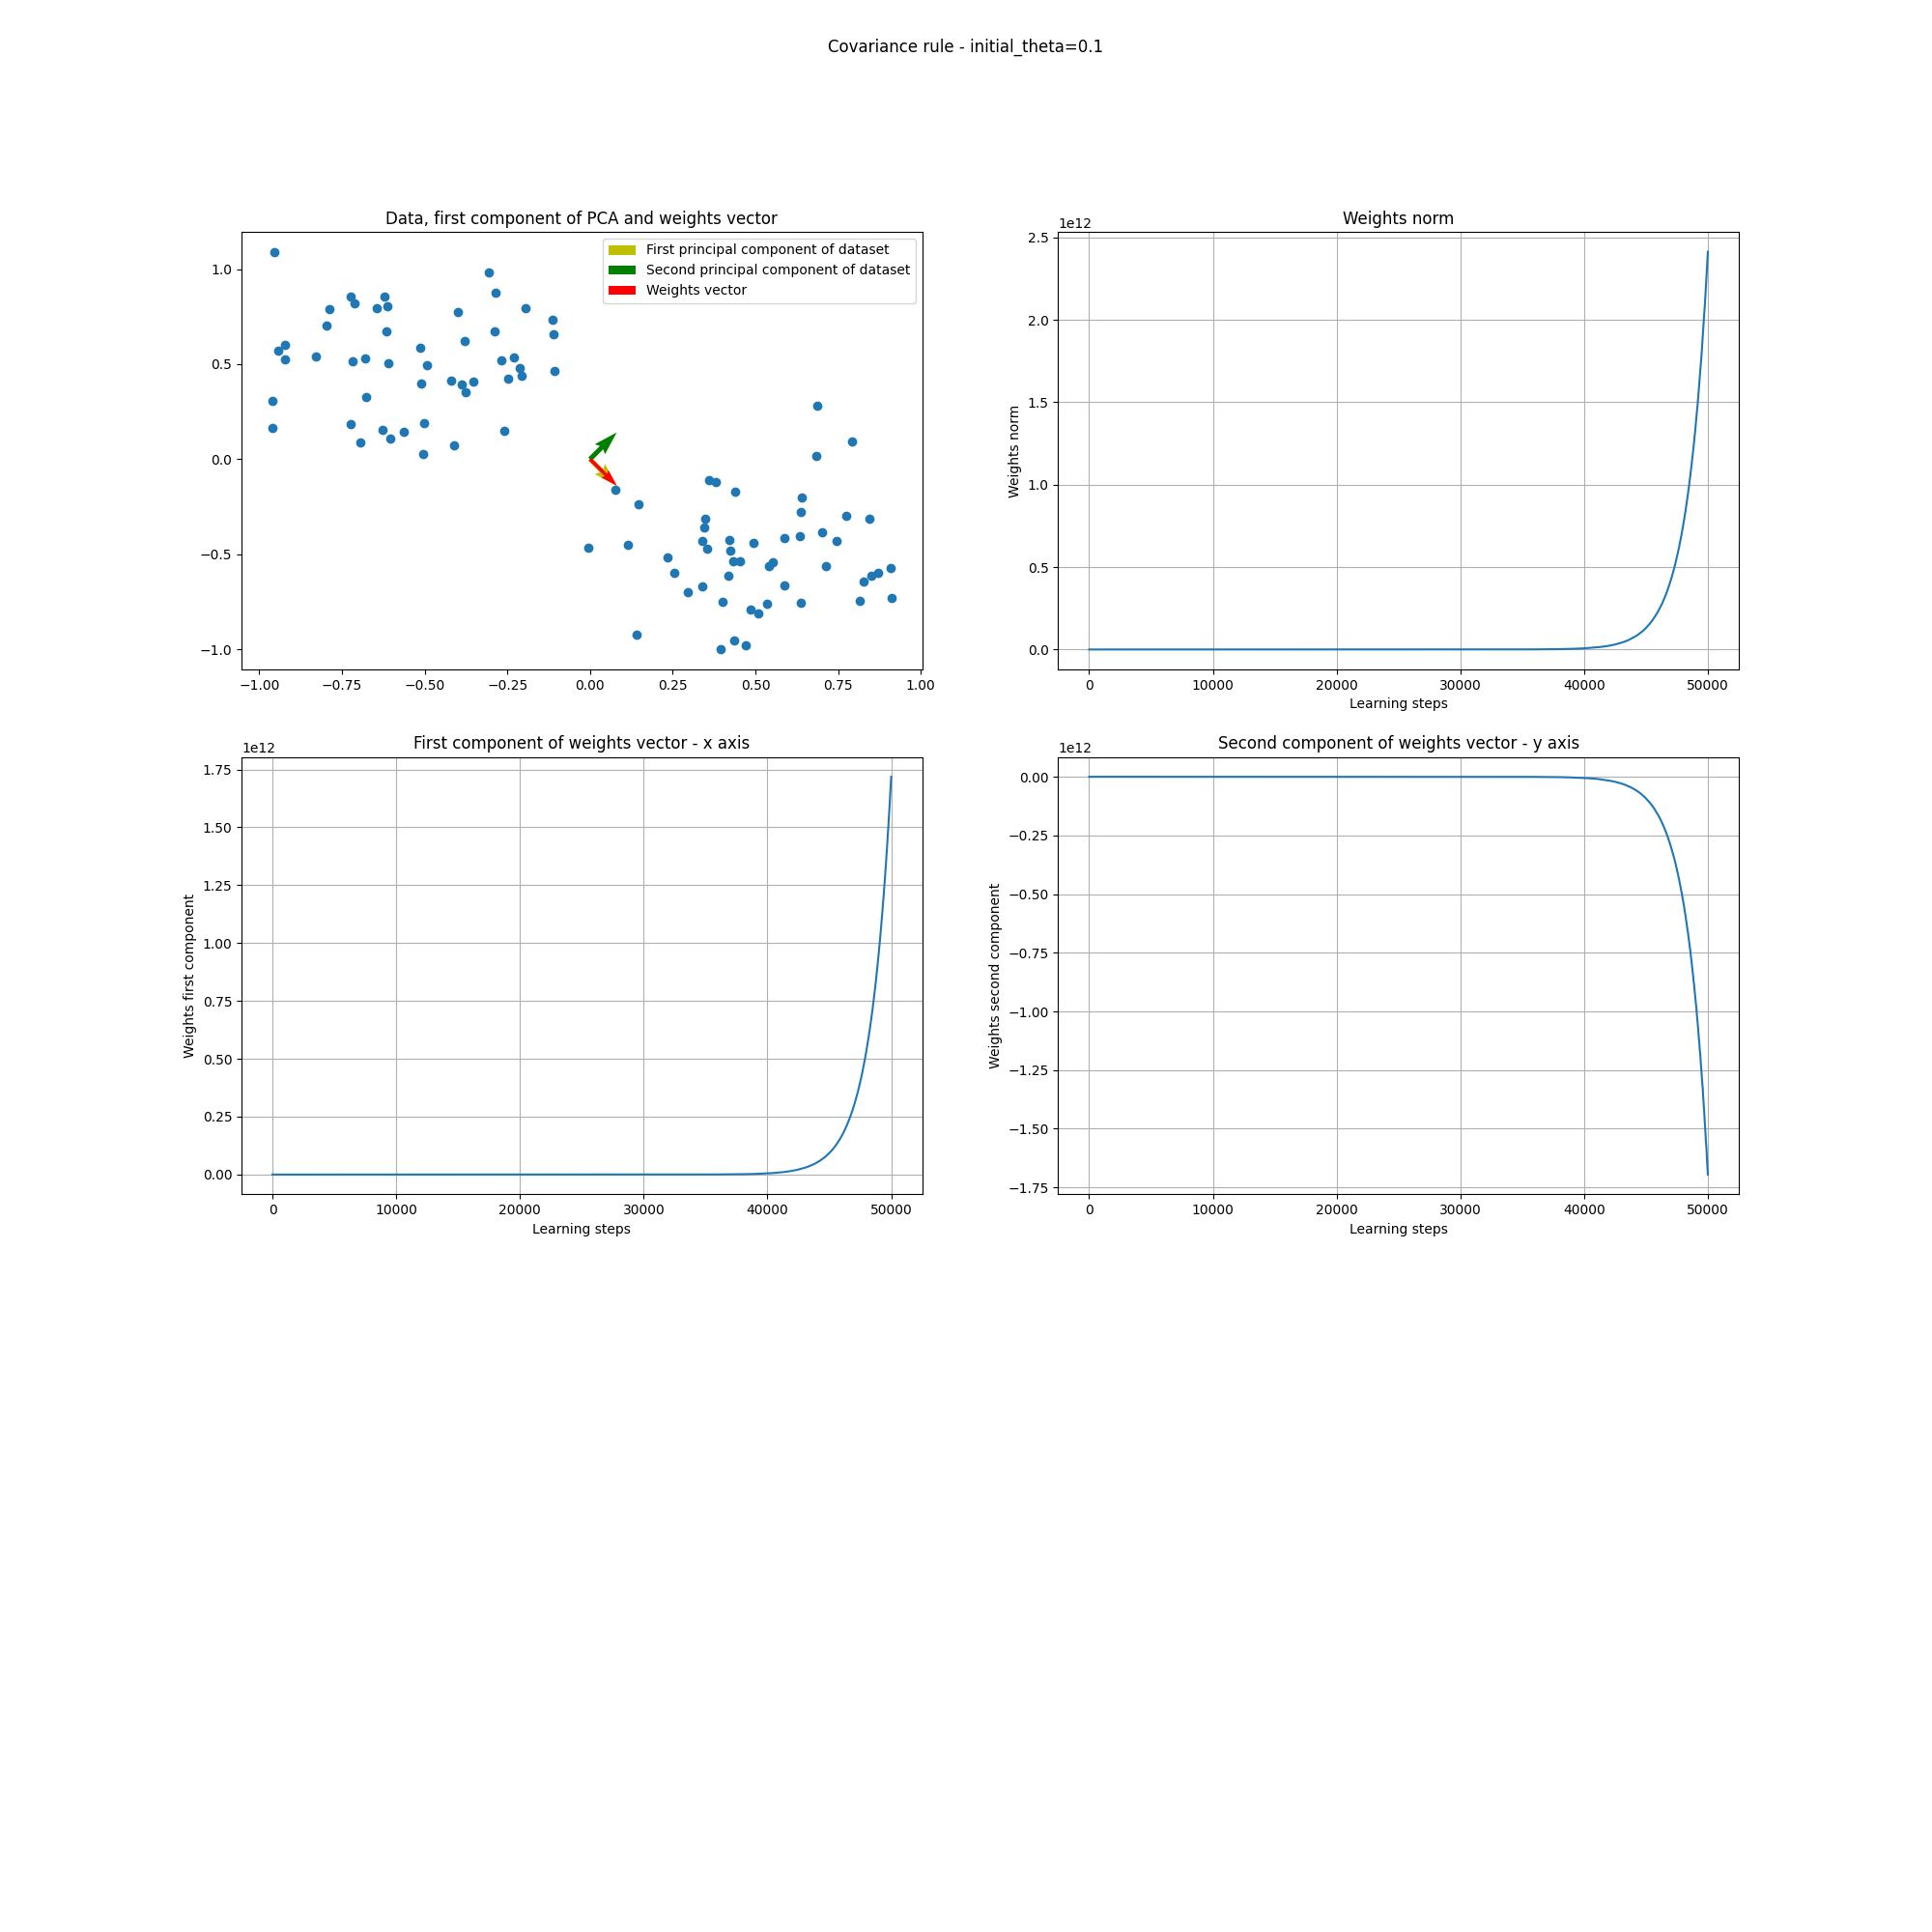 Covariance rule - initial_theta=0.1
Data, first component of PCA and weights vector
First principal component of dataset
Second principal component of dataset
Weights vector
1.0
0.5
0.0
−0.5
−1.0
−1.00 −0.75 −0.50 −0.25 0.00 0.25 0.50 0.75 1.00
Weights norm
1e12
2.5
2.0
1.5
1.0
0.5
0.0
Weights norm
0 10000 20000 30000 40000 50000
Learning steps
First component of weights vector - x axis
1e12
1.75
1.50
1.25
1.00
0.75
0.50
0.25
0.00
Weights first component
0 10000 20000 30000 40000 50000
Learning steps
Second component of weights vector - y axis
1e12
0.00
−0.25
−0.50
−0.75
−1.00
−1.25
−1.50
−1.75
Weights second component
0 10000 20000 30000 40000 50000
Learning steps